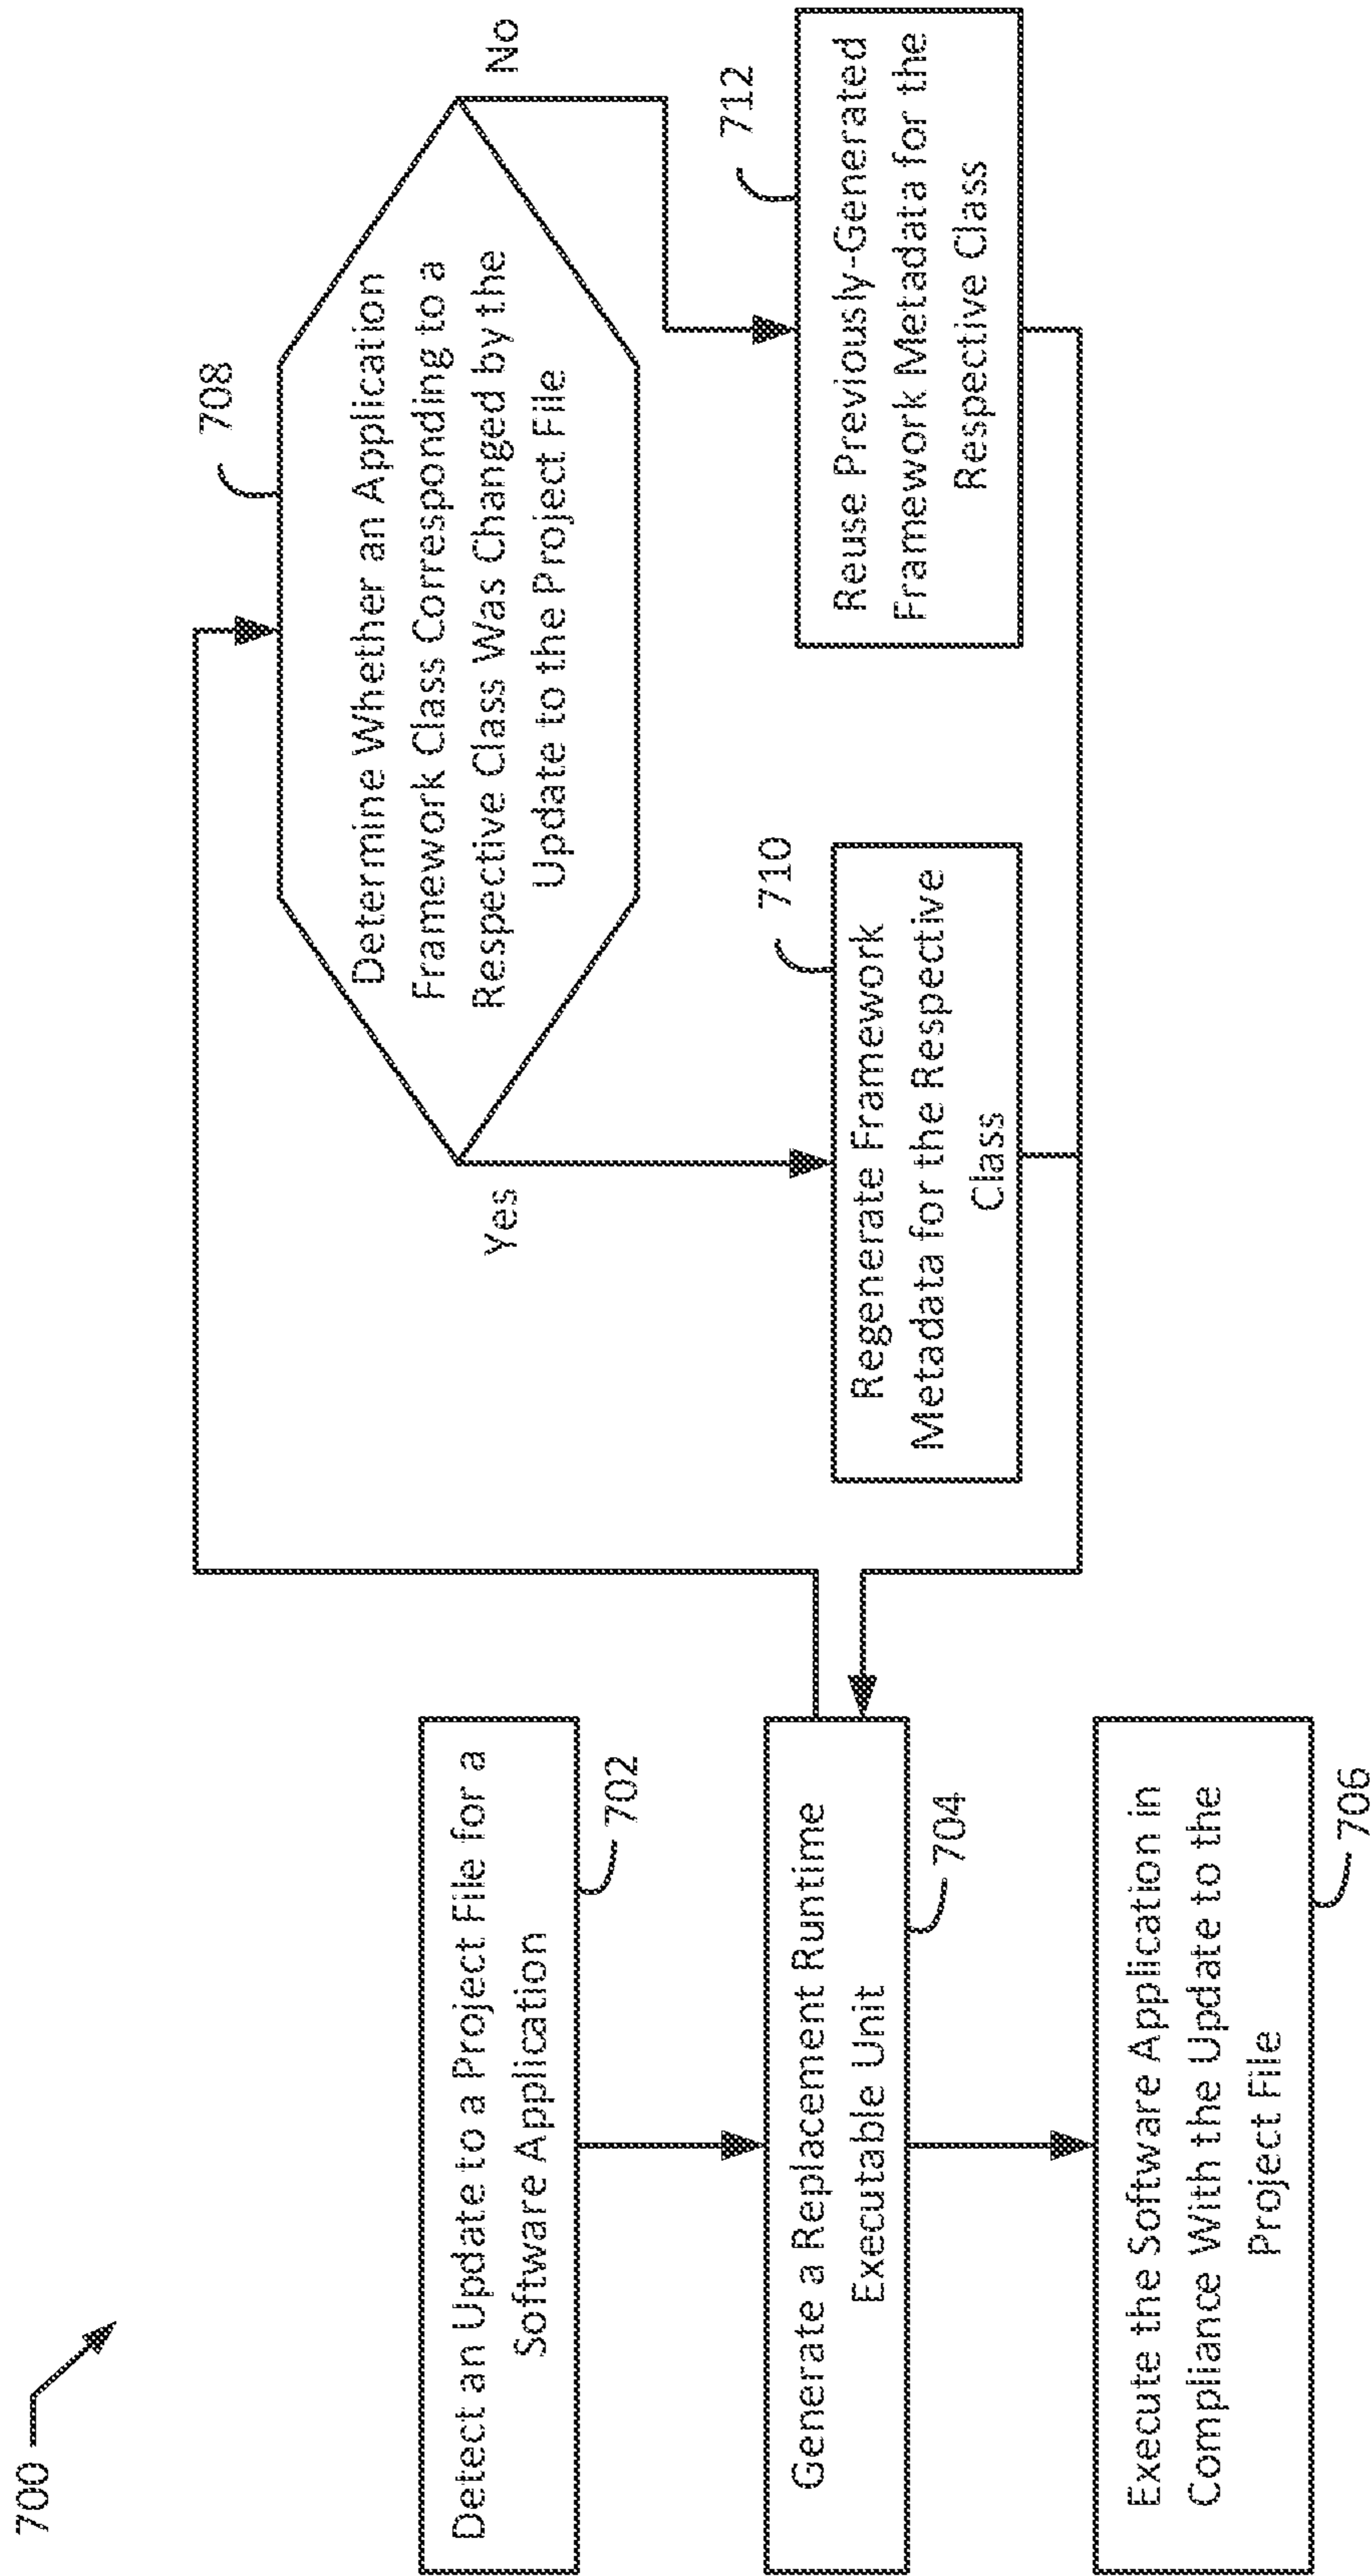 700
Detect an Update to a Project File for a
Software Application
702
Generate a Replacement Runtime
Executable Unit
704
Execute the Software Application in
Compliance With the Update to the
Project File
706
708
Determine Whether an Application
Framework Class Corresponding to a
Respective Class Was Changed by the
Update to the Project File
Yes
No
710
Regenerate Framework
Metadata for the Respective
Class
712
Reuse Previously-Generated
Framework Metadata for the
Respective Class